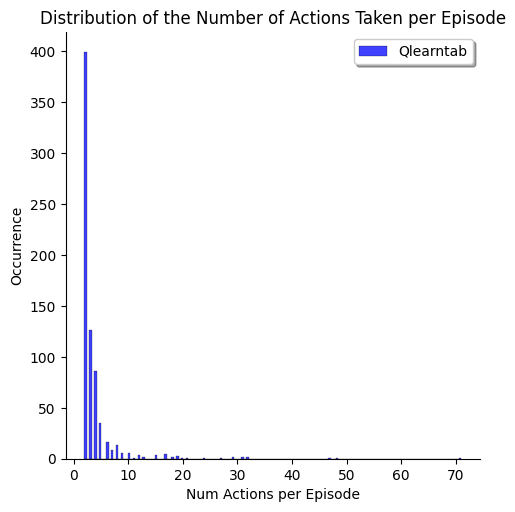 Distribution of the Number of Actions Taken per Episode
Qlearntab
Occurrence
400
350
300
250
200
150
100
50
0
0 10 20 30 40 50 60 70
Num Actions per Episode